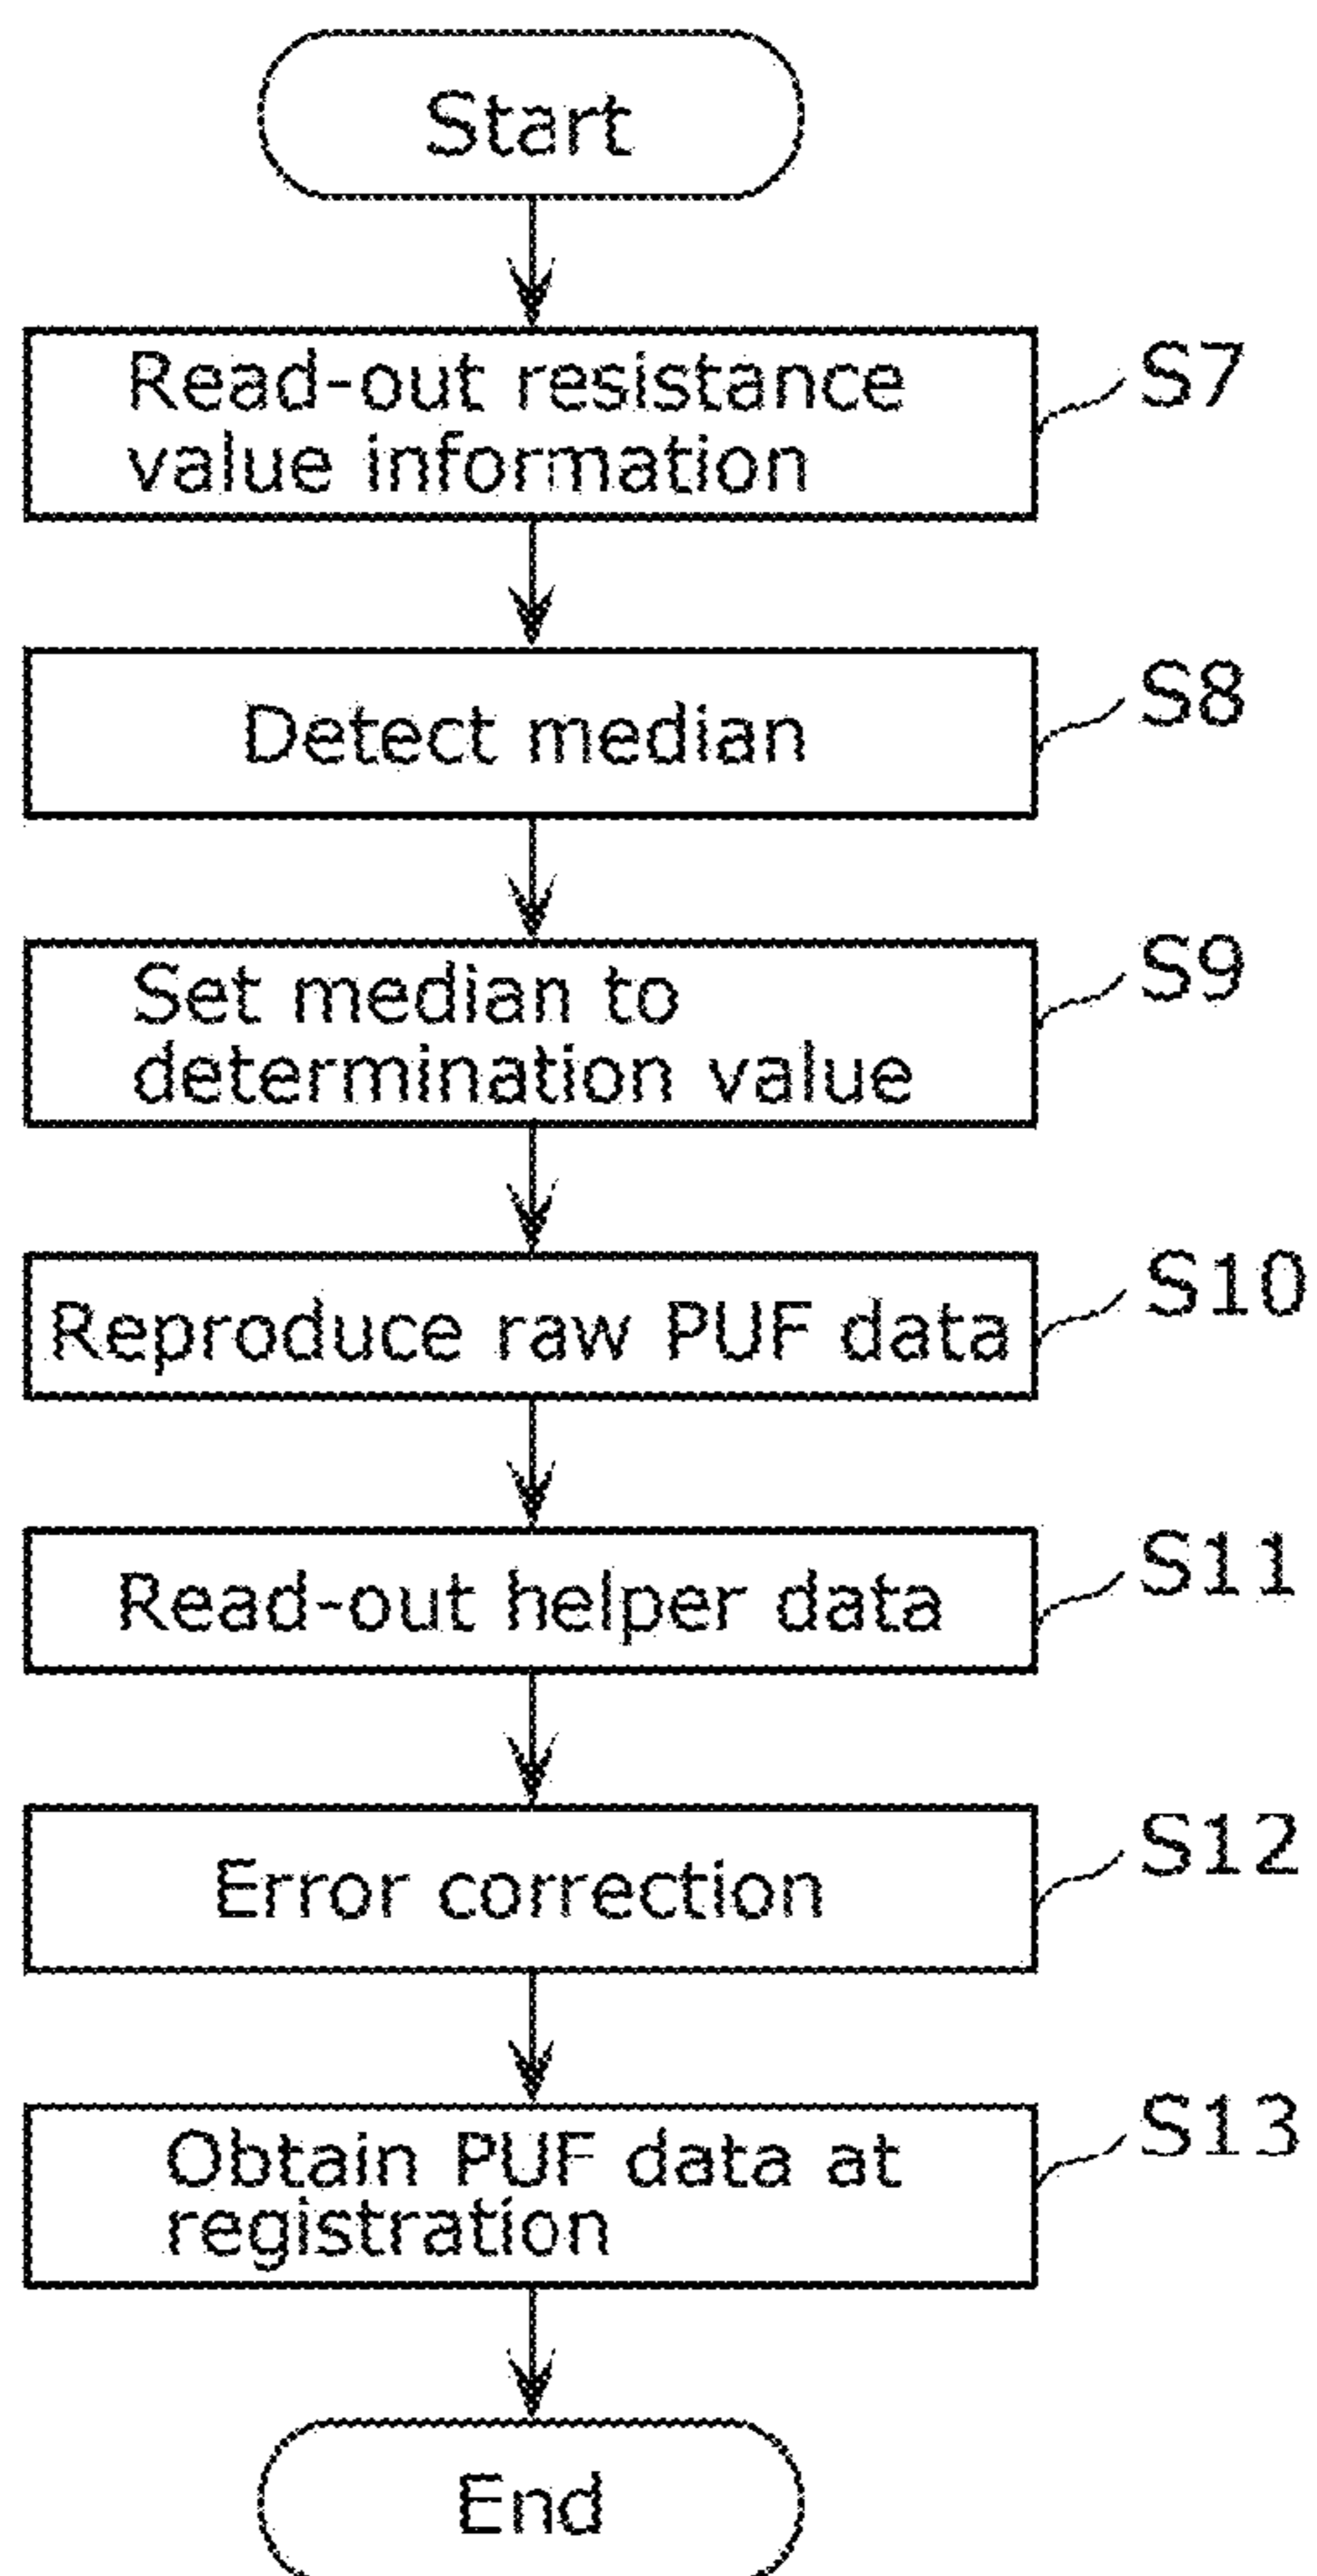 Start
Read-out resistance
value information
S7
Detect median
S8
Set median to
determination value
S9
Reproduce raw PUF data
S10
Read-out helper data
S11
Error correction
S12
Obtain PUF data at
registration
S13
End